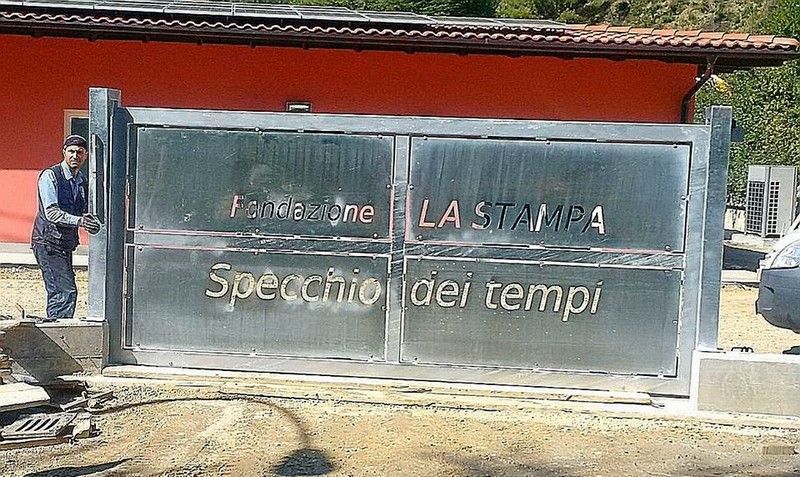 Fondazione LA STAMPA
Specchio dei tempi